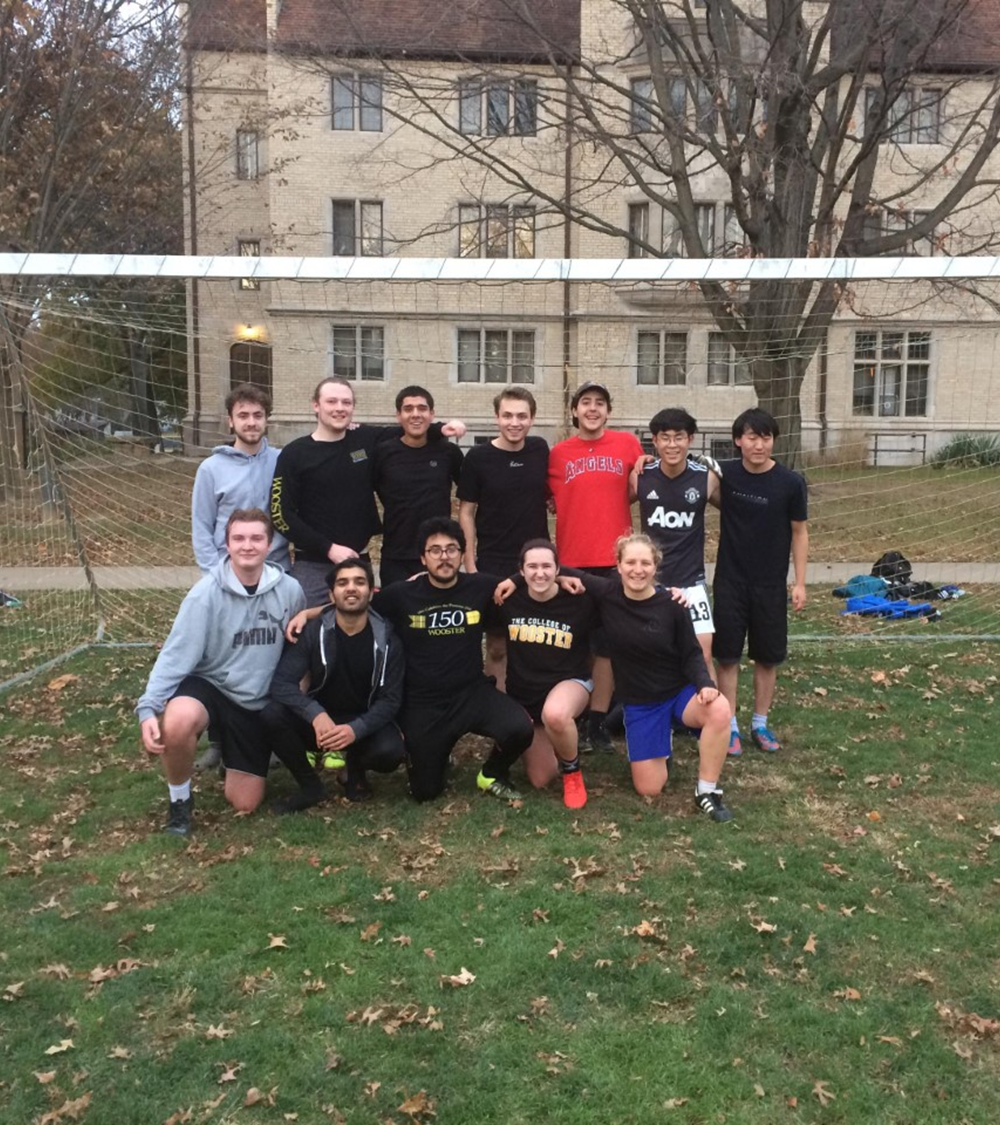 WOOSTER
ANGELS
AON
13
PUMA
150
WOOSTER
THE COLLEGE OF
WOOSTER